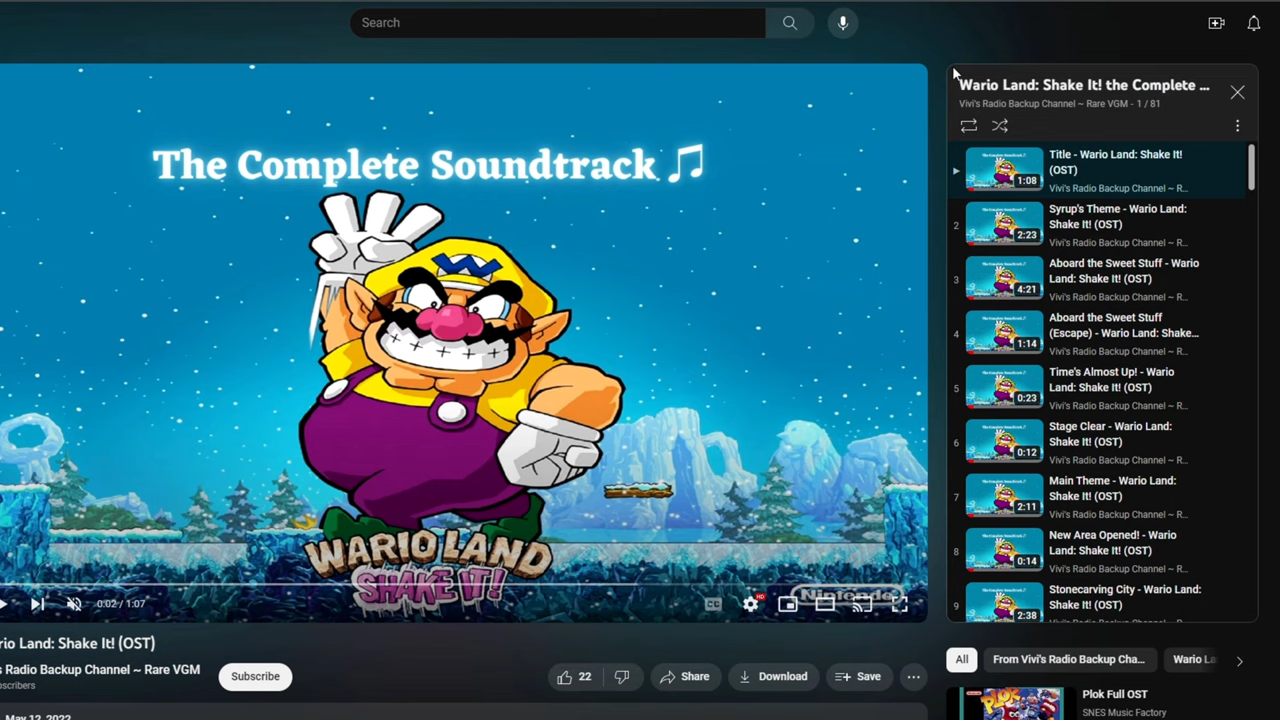 Search
The Complete Soundtrack
WARIO LAND
SHAKE IT!
Nintendo
0:02 / 1:07
CC
HD
rio Land: Shake It! (OST)
s Radio Backup Channel ~ Rare VGM
scribers
Subscribe
22
Share
Download
Save
May 12, 2022
Wario Land: Shake It! the Complete ...
Vivi's Radio Backup Channel ~ Rare VGM - 1 / 81
1:08
Title - Wario Land: Shake It!
(OST)
Vivi's Radio Backup Channel ~ R...
2
2:23
Syrup's Theme - Wario Land:
Shake It! (OST)
Vivi's Radio Backup Channel ~ R...
3
4:21
Aboard the Sweet Stuff - Wario
Land: Shake It! (OST)
Vivi's Radio Backup Channel ~ R...
4
1:14
Aboard the Sweet Stuff
(Escape) - Wario Land: Shake...
Vivi's Radio Backup Channel ~ R...
5
0:23
Time's Almost Up! - Wario
Land: Shake It! (OST)
Vivi's Radio Backup Channel ~ R...
6
0:12
Stage Clear - Wario Land:
Shake It! (OST)
Vivi's Radio Backup Channel ~ R...
7
2:11
Main Theme - Wario Land:
Shake It! (OST)
Vivi's Radio Backup Channel ~ R...
8
0:14
New Area Opened! - Wario
Land: Shake It! (OST)
Vivi's Radio Backup Channel ~ R...
9
2:38
Stonecarving City - Wario Land:
Shake It! (OST)
All
From Vivi's Radio Backup Cha...
Wario La
PLOK
Plok Full OST
SNES Music Factory